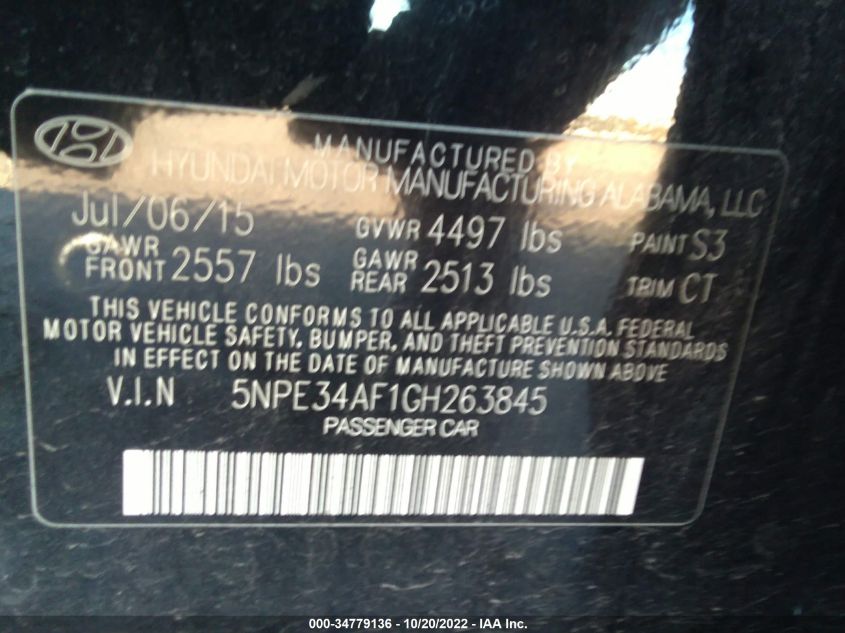 MANUFACTURED BY
HYUNDAI MOTOR MANUFACTURING ALABAMA, LLC
Jul/06/15 GVWR 4497 lbs PAINT S3
GAWR FRONT 2557 lbs GAWR REAR 2513 lbs TRIM CT
THIS VEHICLE CONFORMS TO ALL APPLICABLE U.S.A. FEDERAL
MOTOR VEHICLE SAFETY, BUMPER, AND THEFT PREVENTION STANDARDS
IN EFFECT ON THE DATE OF MANUFACTURE SHOWN ABOVE
V.I.N 5NPE34AF1GH263845
PASSENGER CAR
000-34779136 - 10/20/2022 - IAA Inc.